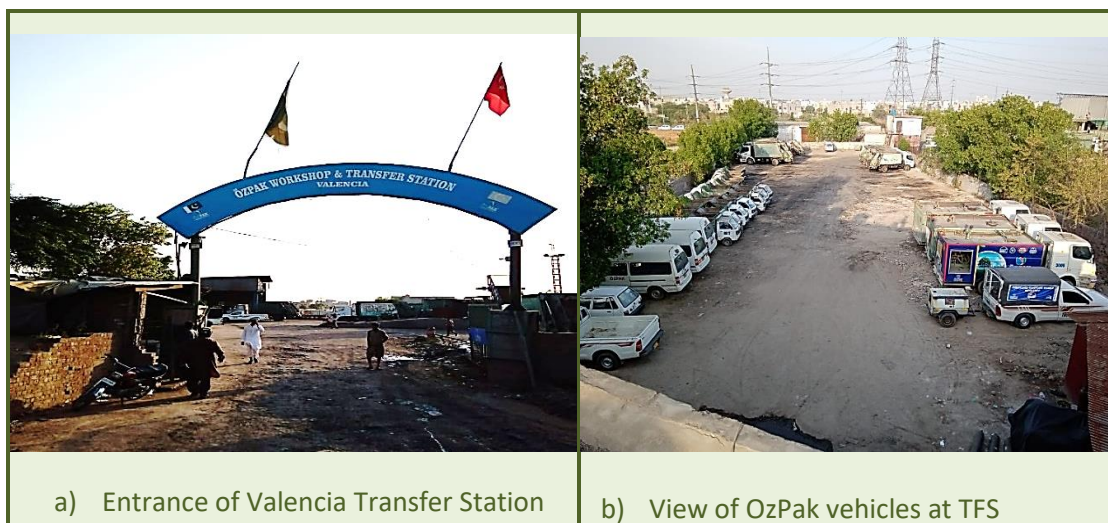 ÖZPAK WORKSHOP & TRANSFER STATION
VALENCIA
a) Entrance of Valencia Transfer Station
b) View of OzPak vehicles at TFS